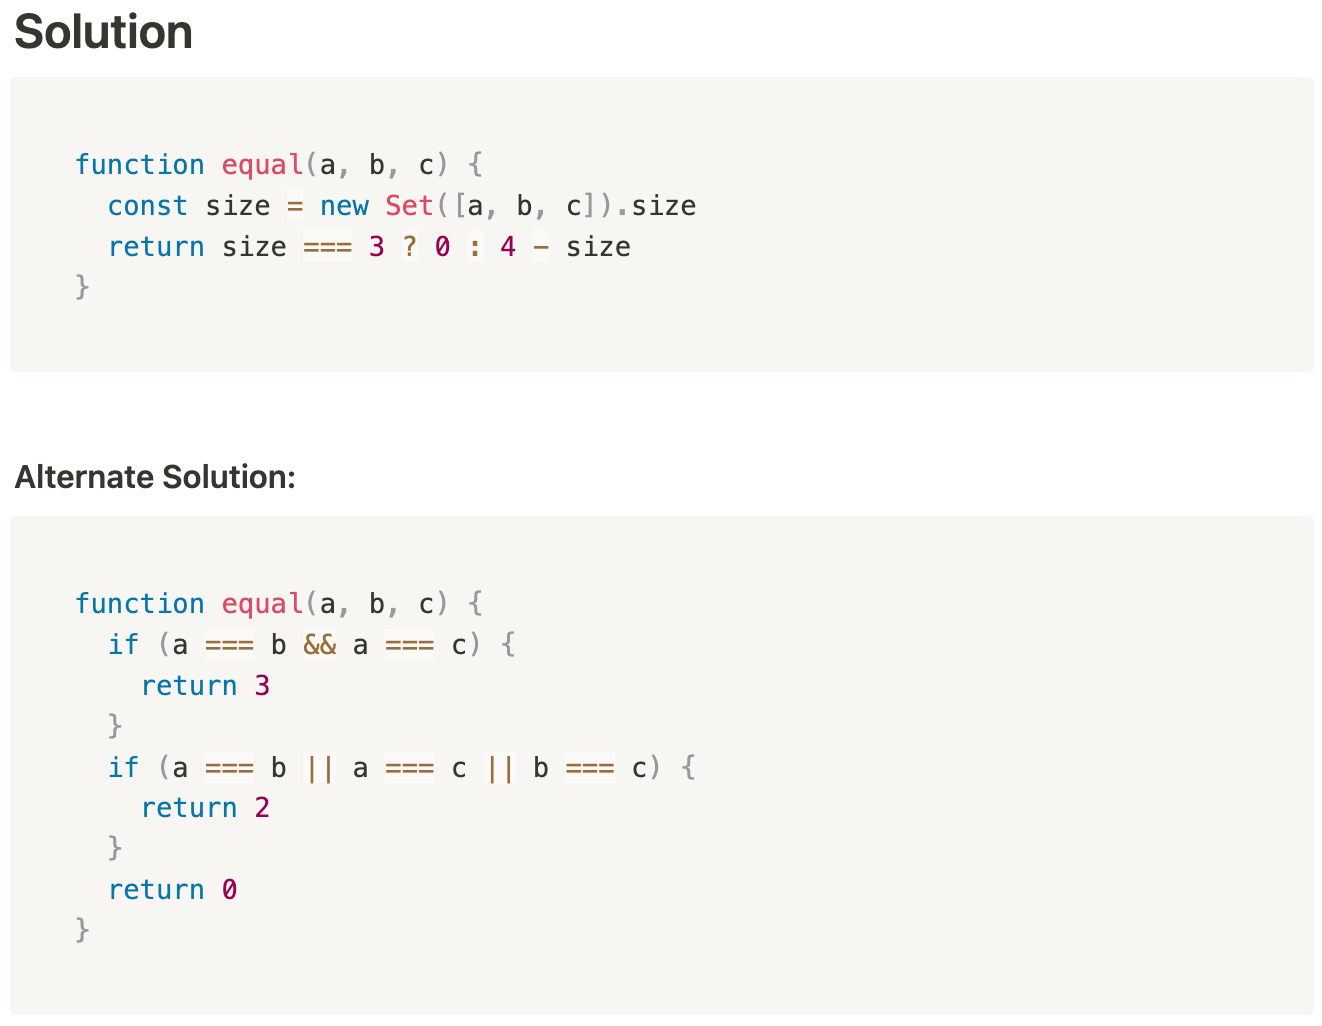 Solution
function equal(a, b, c) {
  const size = new Set([a, b, c]).size
  return size === 3 ? 0 : 4 - size
}
Alternate Solution:
function equal(a, b, c) {
  if (a === b && a === c) {
    return 3
  }
  if (a === b || a === c || b === c) {
    return 2
  }
  return 0
}